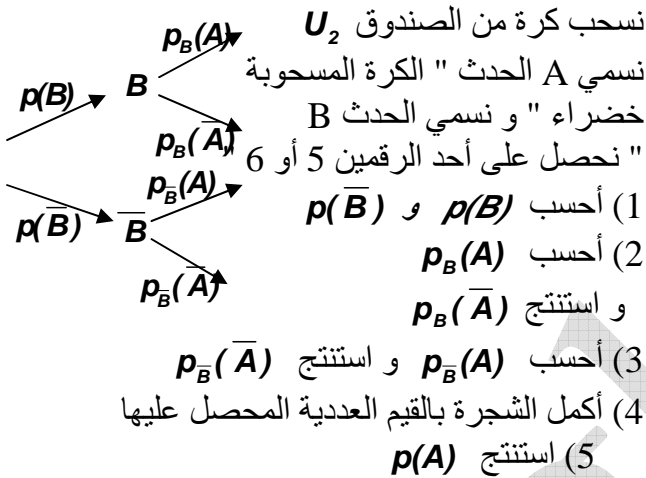 نسحب كرة من الصندوق U₂
نسمي A الحدث " الكرة المسحوبة
خضراء " و نسمي الحدث B
" نحصل على أحد الرقمين 5 أو 6 "
1) أحسب p(B) و p(B̅)
2) أحسب p_B(A)
و استنتج p_B(A̅)
3) أحسب p_B̅(A) و استنتج p_B̅(A̅)
4) أكمل الشجرة بالقيم العددية المحصل عليها
5) استنتج p(A)
p_B(A)
p(B) B
p_B(A̅)
p_B̅(A)
p(B̅) B̅
p_B̅(A̅)